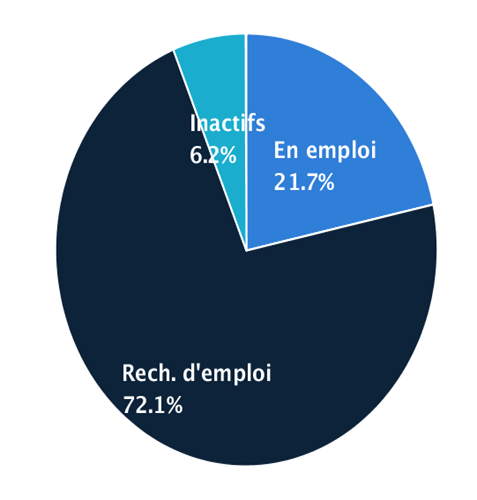 Inactifs
6.2%
En emploi
21.7%
Rech. d'emploi
72.1%